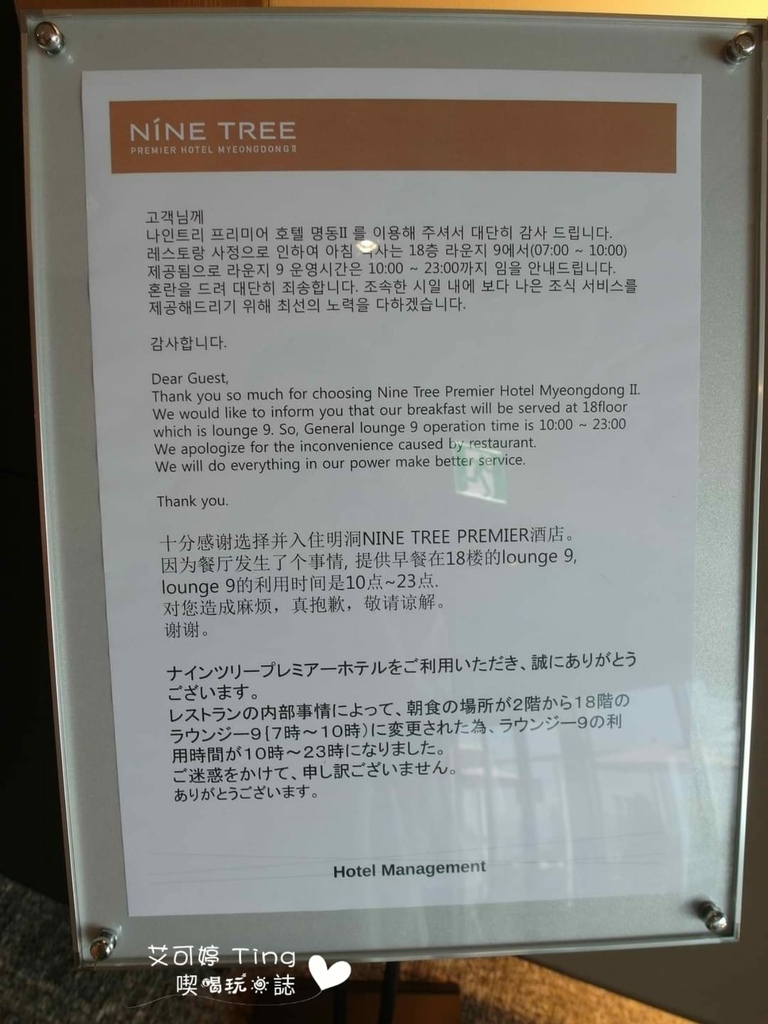 NíNE TREE
PREMIER HOTEL MYEONGDONG II
고객님께
나인트리 프리미어 호텔 명동II 를 이용해 주셔서 대단히 감사 드립니다.
레스토랑 사정으로 인하여 아침 식사는 18층 라운지 9에서(07:00 ~ 10:00)
제공됨으로 라운지 9 운영시간은 10:00 ~ 23:00까지 임을 안내드립니다.
혼란을 드려 대단히 죄송합니다. 조속한 시일 내에 보다 나은 조식 서비스를
제공해드리기 위해 최선의 노력을 다하겠습니다.
감사합니다.
Dear Guest,
Thank you so much for choosing Nine Tree Premier Hotel Myeongdong II.
We would like to inform you that our breakfast will be served at 18floor
which is lounge 9. So, General lounge 9 operation time is 10:00 ~ 23:00
We apologize for the inconvenience caused by restaurant.
We will do everything in our power make better service.
Thank you.
十分感谢选择并入住明洞NINE TREE PREMIER酒店。
因为餐厅发生了个事情, 提供早餐在18楼的lounge 9,
lounge 9的利用时间是10点~23点.
对您造成麻烦，真抱歉，敬请谅解。
谢谢。
ナインツリープレミアーホテルをご利用いただき、誠にありがとう
ございます。
レストランの内部事情によって、朝食の場所が２階から１８階の
ラウンジー９{７時～１０時）に変更された為、ラウンジー９の利
用時間が１０時～２３時になりました。
ご迷惑をかけて、申し訳ございません。
ありがとうございます。
Hotel Management
艾可婷 Ting
喫喝玩樂誌